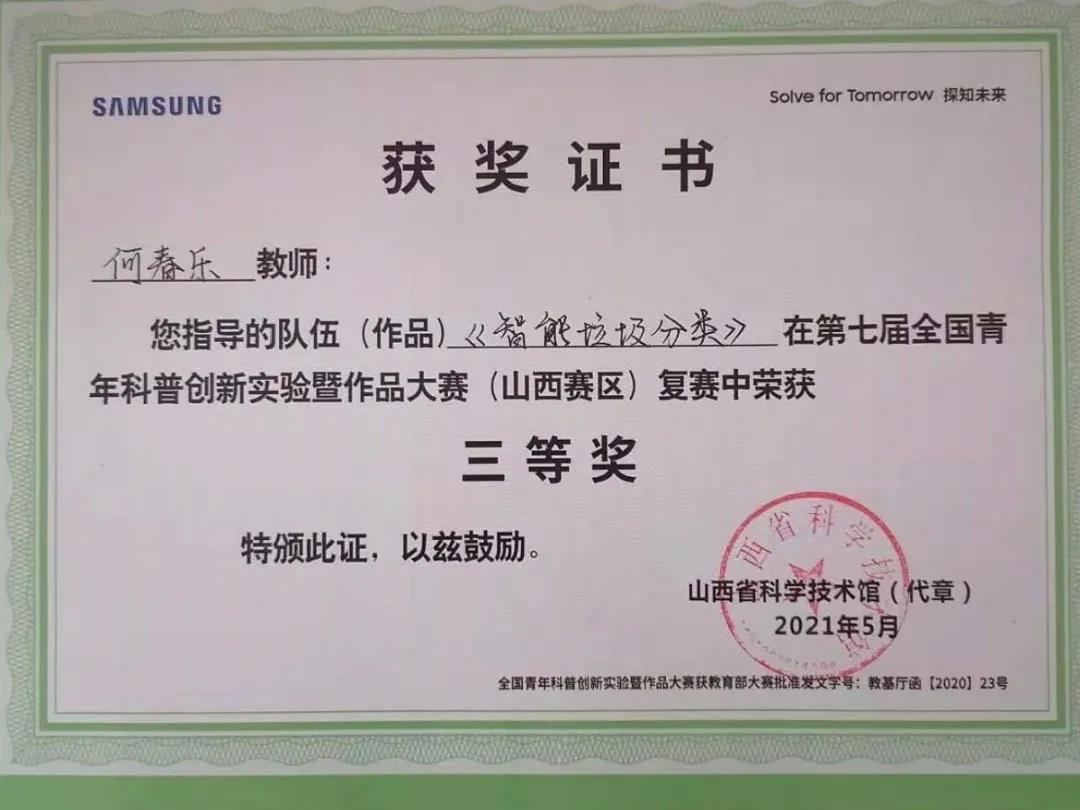 SAMSUNG
Solve for Tomorrow 探知未来
获奖证书
何春乐 教师：
您指导的队伍（作品）《智能垃圾分类》在第七届全国青
年科普创新实验暨作品大赛（山西赛区）复赛中荣获
三等奖
特颁此证，以兹鼓励。
西省科学技
馆
山西省科学技术馆（代章）
2021年5月
全国青年科普创新实验暨作品大赛获教育部大赛批准发文字号：教基厅函【2020】23号